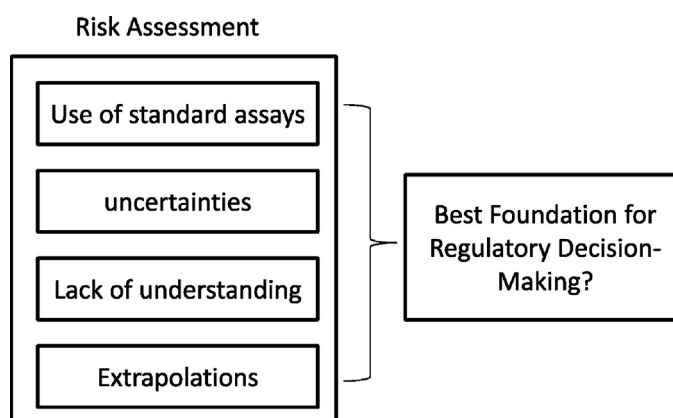 Risk Assessment
Use of standard assays
uncertainties
Lack of understanding
Extrapolations
Best Foundation for
Regulatory Decision-
Making?